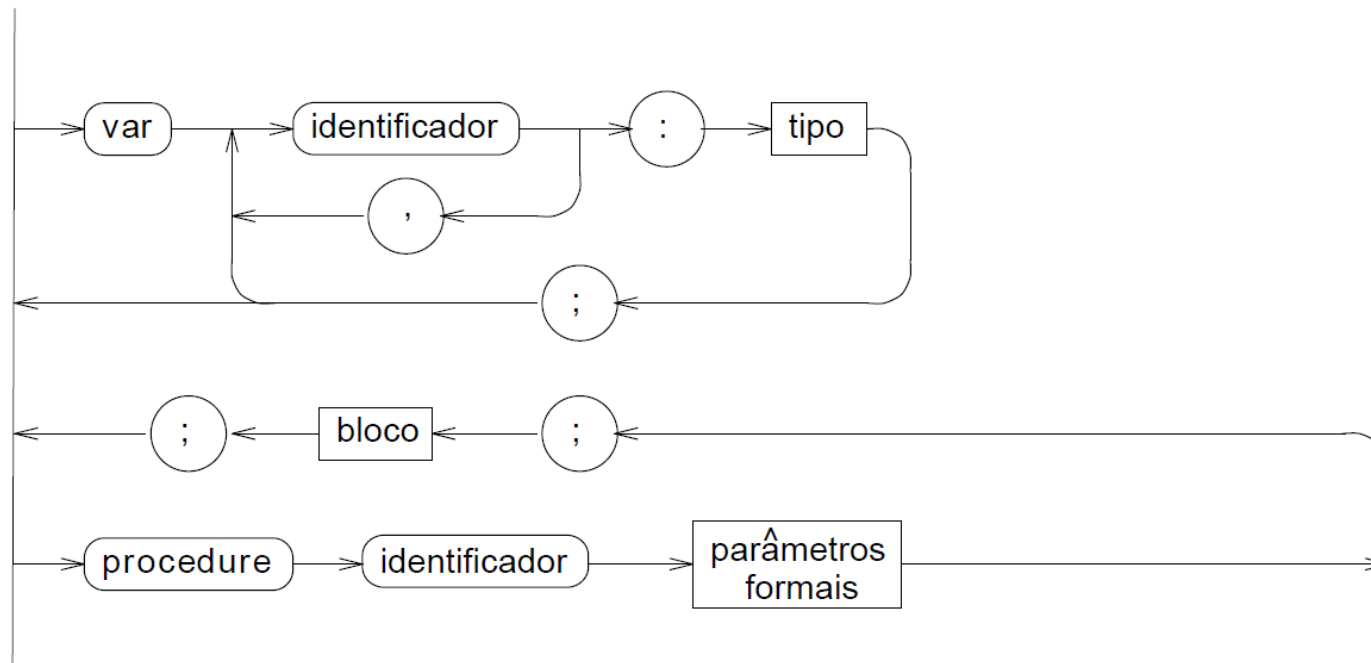 var identificador : tipo
,
;
; bloco ;
procedure identificador parâmetros
formais